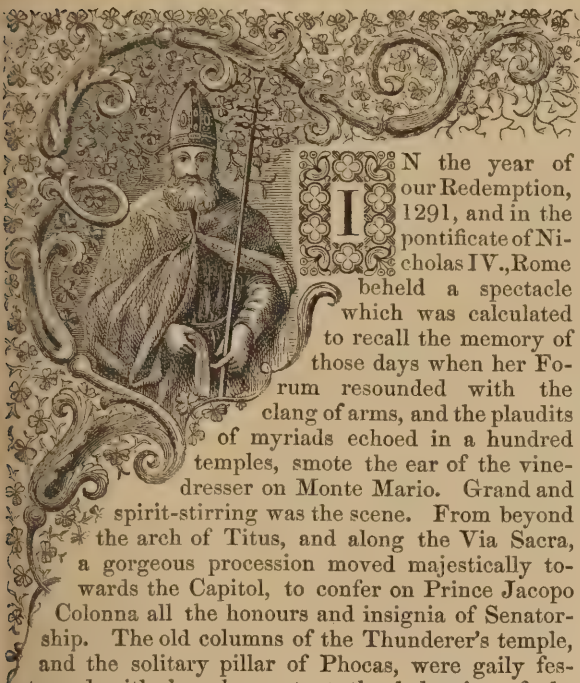 IN the year of
our Redemption,
1291, and in the
pontificate of Ni-
cholas IV., Rome
beheld a spectacle
which was calculated
to recall the memory of
those days when her Fo-
rum resounded with the
clang of arms, and the plaudits
of myriads echoed in a hundred
temples, smote the ear of the vine-
dresser on Monte Mario. Grand and
spirit-stirring was the scene. From beyond
the arch of Titus, and along the Via Sacra,
a gorgeous procession moved majestically to-
wards the Capitol, to confer on Prince Jacopo
Colonna all the honours and insignia of Senator-
ship. The old columns of the Thunderer's temple,
and the solitary pillar of Phocas, were gaily fes-